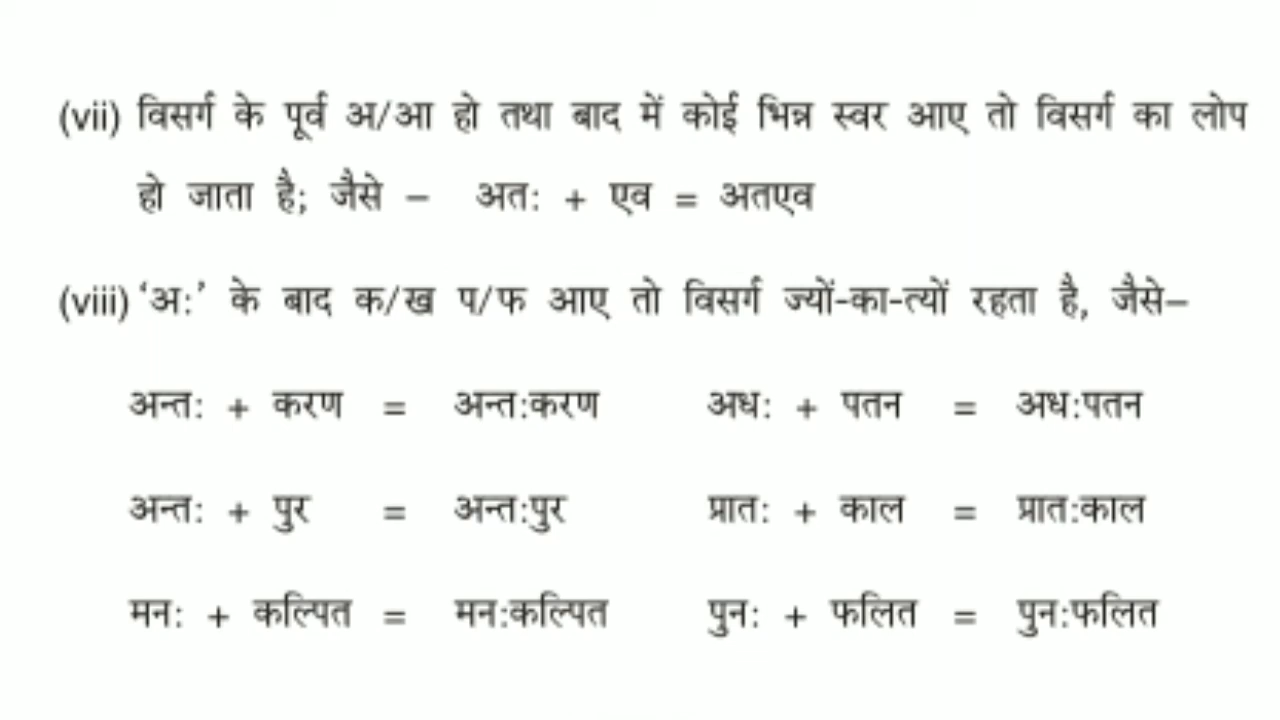 (vii) विसर्ग के पूर्व अ/आ हो तथा बाद में कोई भिन्न स्वर आए तो विसर्ग का लोप
हो जाता है; जैसे – अत: + एव = अतएव
(viii) ‘अ:’ के बाद क/ख प/फ आए तो विसर्ग ज्यों-का-त्यों रहता है, जैसे–
अन्त: + करण = अन्त:करण अध: + पतन = अध:पतन
अन्त: + पुर = अन्त:पुर प्रात: + काल = प्रात:काल
मन: + कल्पित = मन:कल्पित पुन: + फलित = पुन:फलित